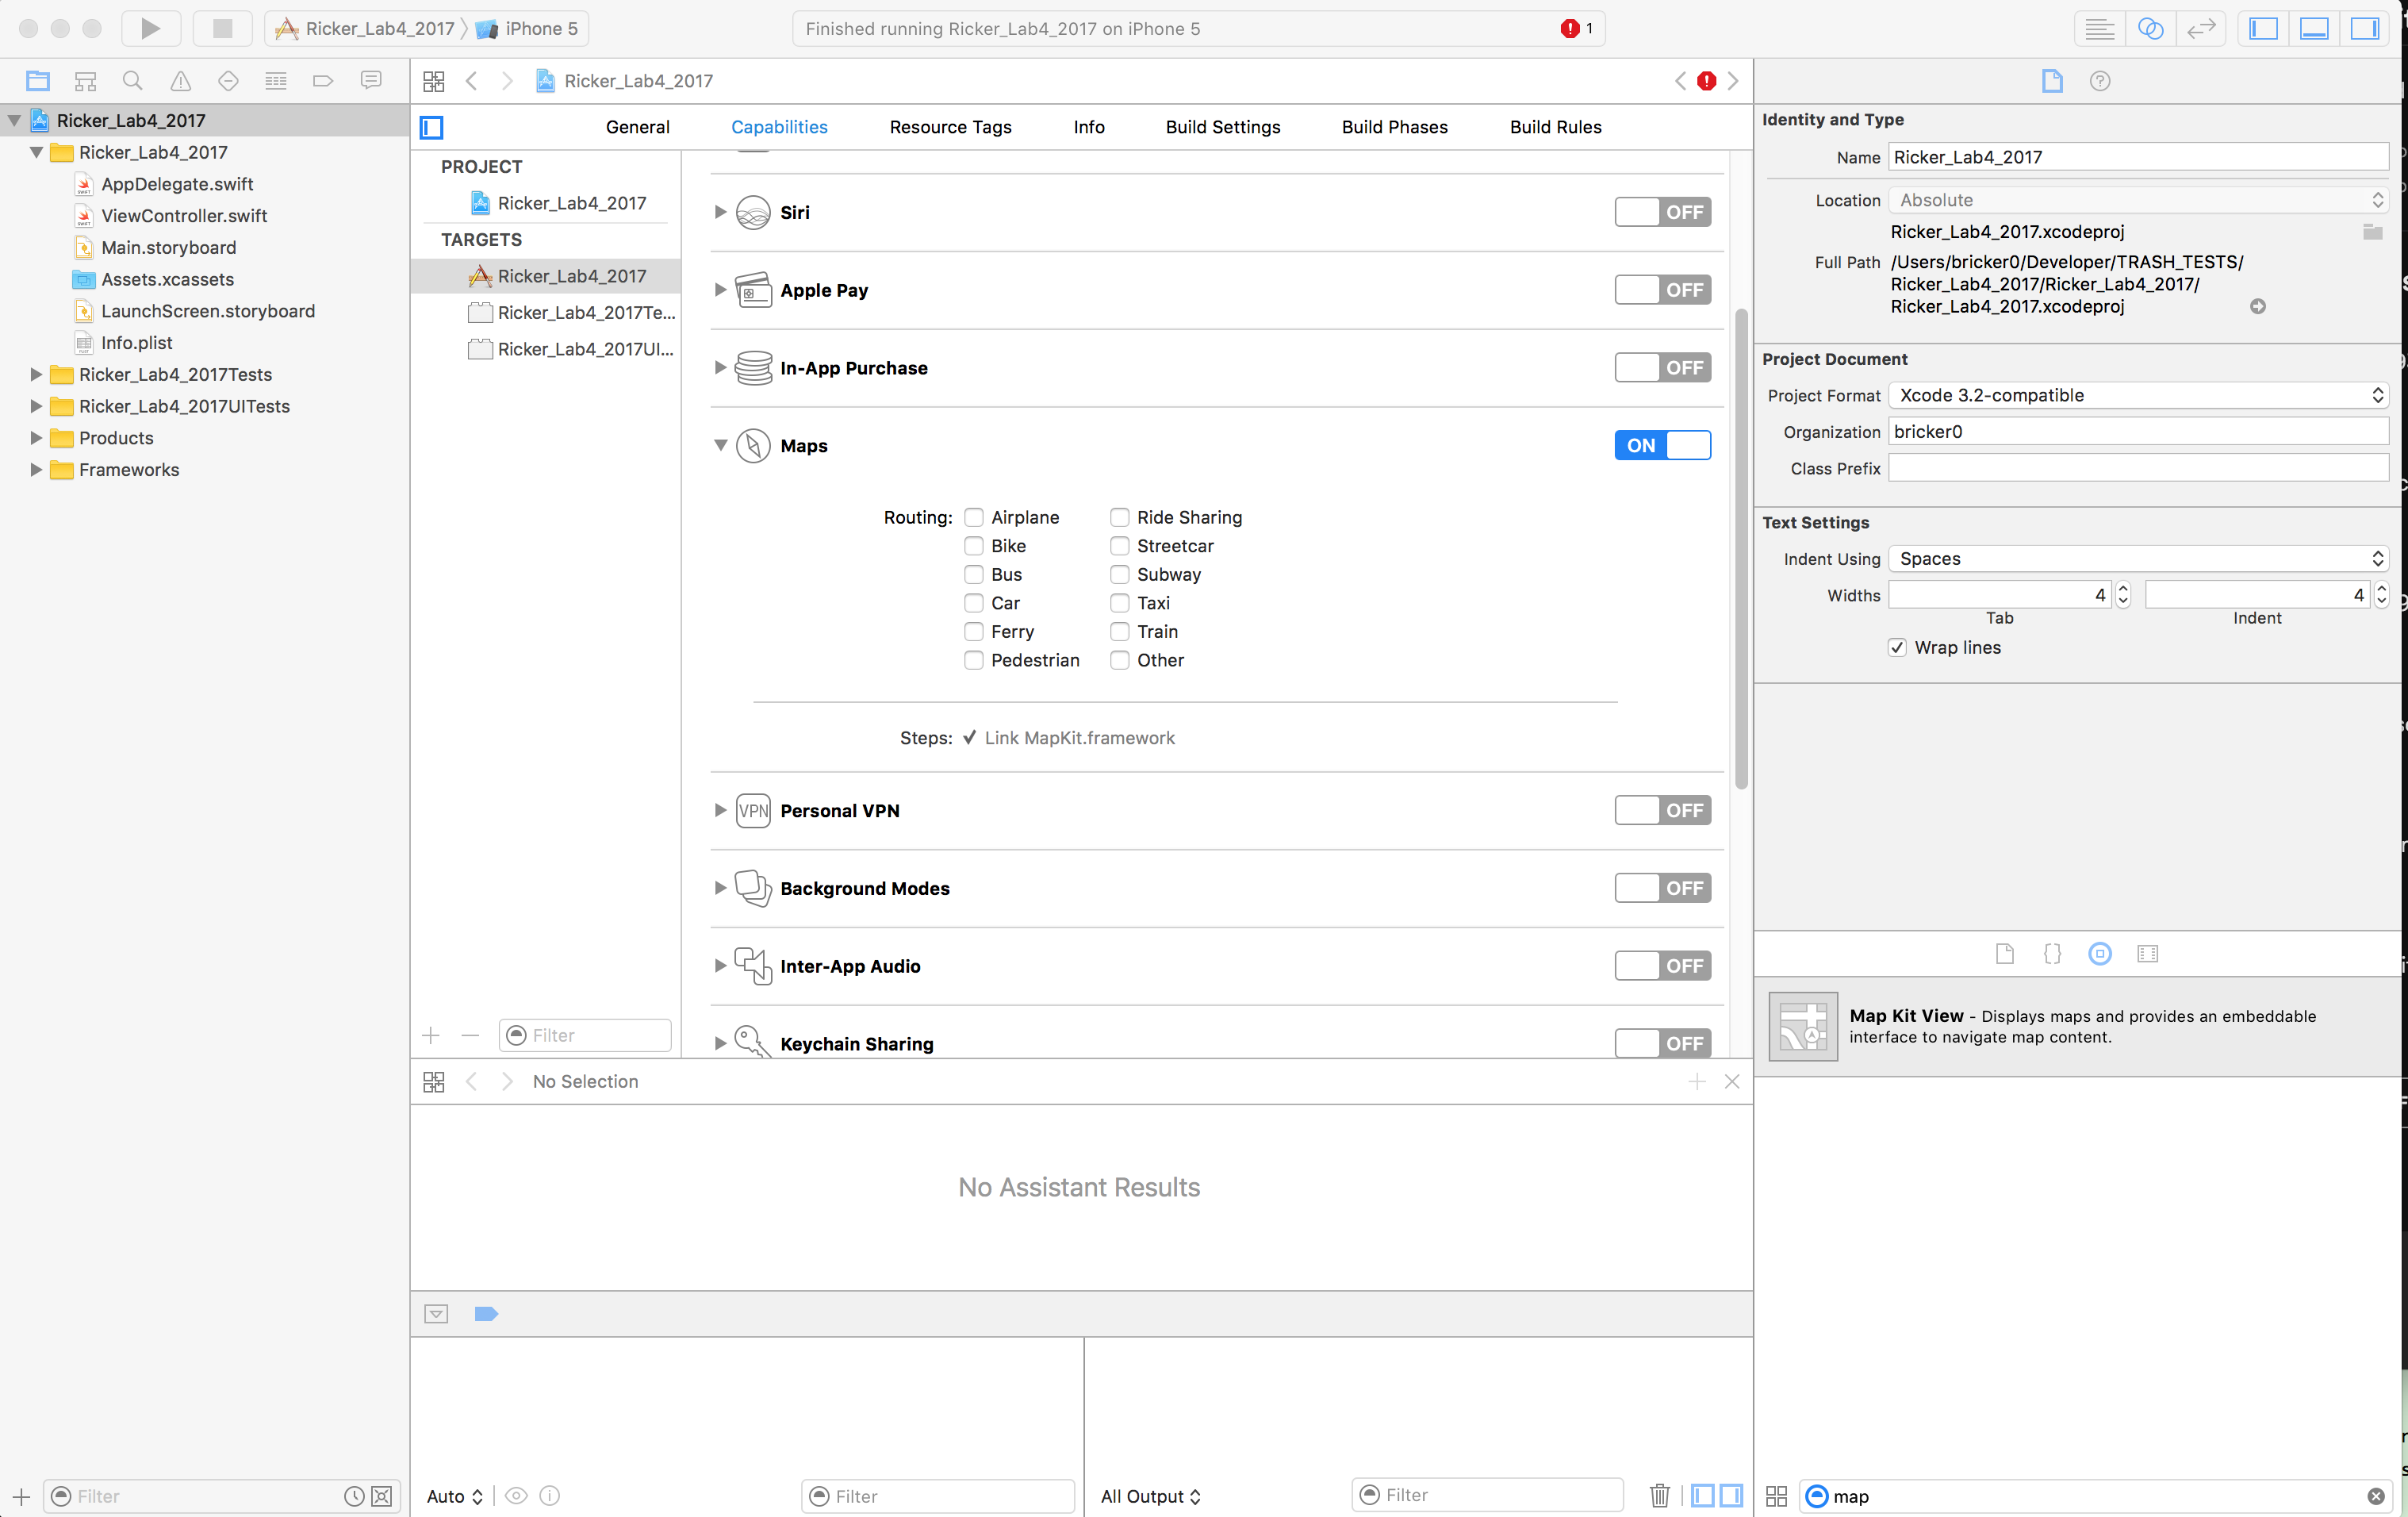 Ricker_Lab4_2017 〉 iPhone 5
Finished running Ricker_Lab4_2017 on iPhone 5
1
Ricker_Lab4_2017
Ricker_Lab4_2017
AppDelegate.swift
ViewController.swift
Main.storyboard
Assets.xcassets
LaunchScreen.storyboard
Info.plist
Ricker_Lab4_2017Tests
Ricker_Lab4_2017UITests
Products
Frameworks
Filter
Ricker_Lab4_2017
General Capabilities Resource Tags Info Build Settings Build Phases Build Rules
PROJECT
Ricker_Lab4_2017
TARGETS
Ricker_Lab4_2017
Ricker_Lab4_2017Te...
Ricker_Lab4_2017UI...
Filter
Siri OFF
Apple Pay OFF
In-App Purchase OFF
Maps ON
Routing: Airplane Ride Sharing
Bike Streetcar
Bus Subway
Car Taxi
Ferry Train
Pedestrian Other
Steps: ✓ Link MapKit.framework
VPN Personal VPN OFF
Background Modes OFF
Inter-App Audio OFF
Keychain Sharing OFF
No Selection
No Assistant Results
Auto
Filter
All Output
Filter
Identity and Type
Name Ricker_Lab4_2017
Location Absolute
Ricker_Lab4_2017.xcodeproj
Full Path /Users/bricker0/Developer/TRASH_TESTS/
Ricker_Lab4_2017/Ricker_Lab4_2017/
Ricker_Lab4_2017.xcodeproj
Project Document
Project Format Xcode 3.2-compatible
Organization bricker0
Class Prefix
Text Settings
Indent Using Spaces
Widths 4 4
Tab Indent
Wrap lines
Map Kit View - Displays maps and provides an embeddable
interface to navigate map content.
map